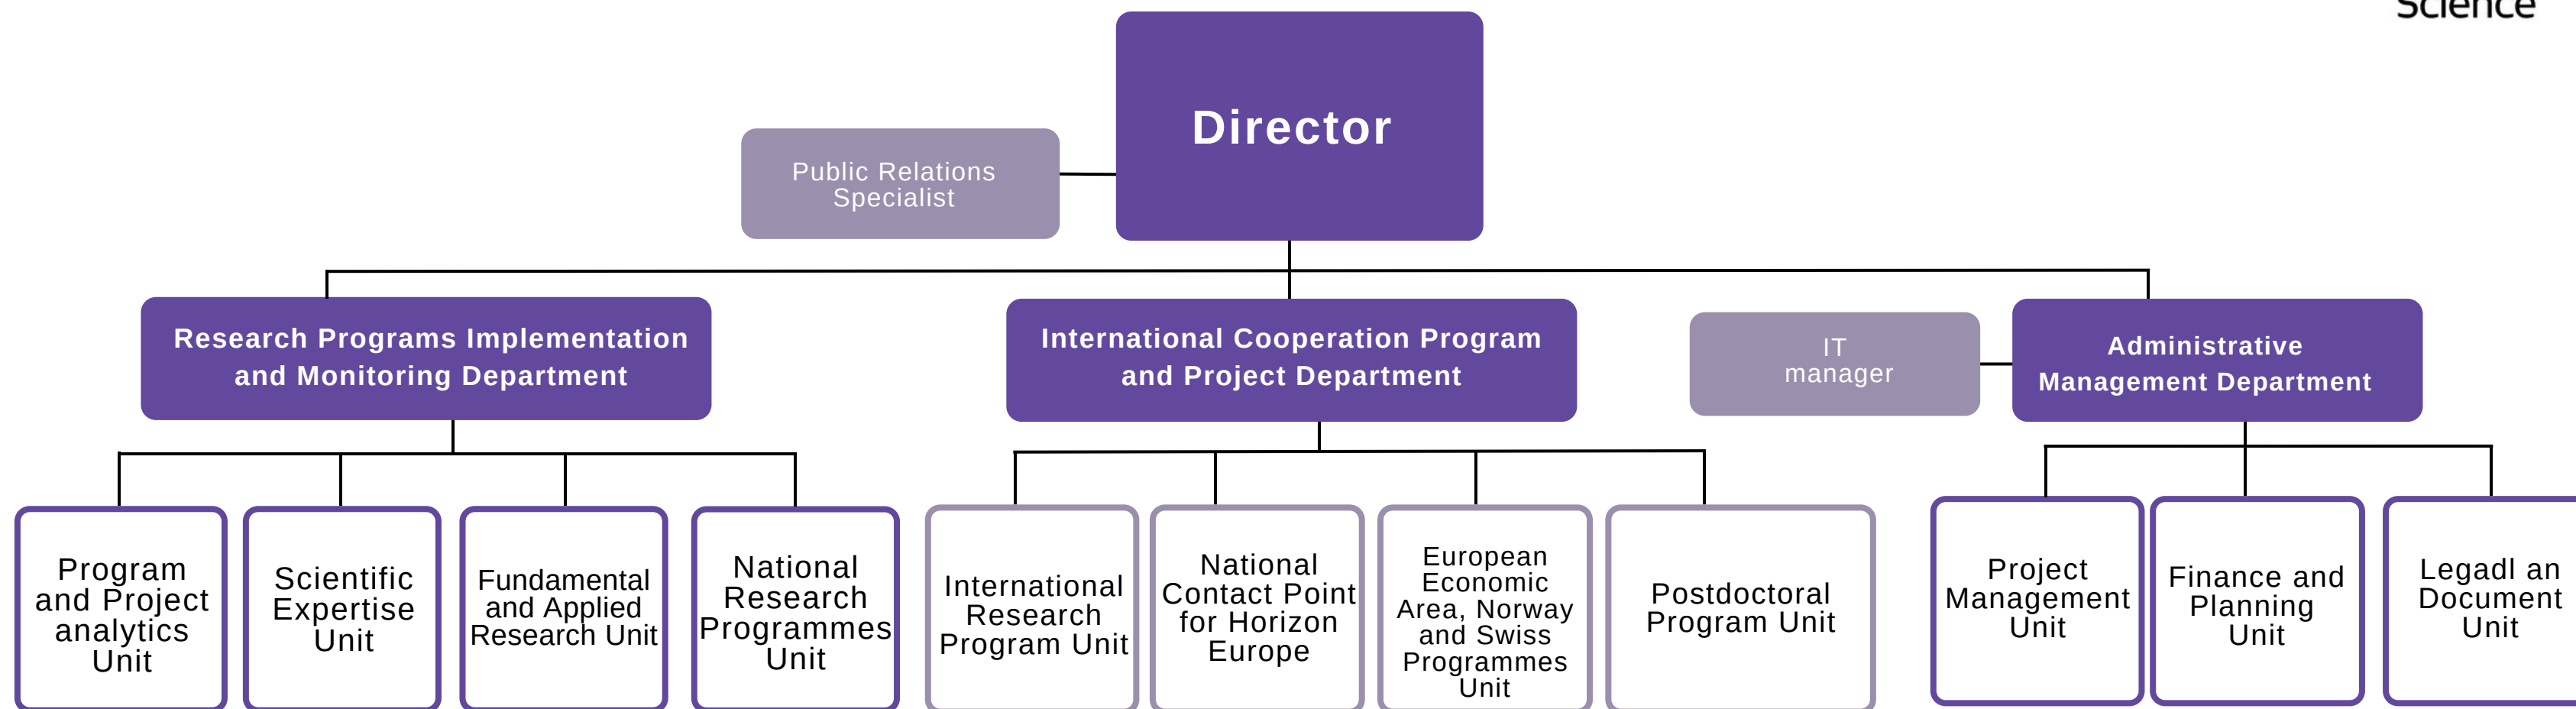 Science
Director
Public Relations
Specialist
Research Programs Implementation
and Monitoring Department
International Cooperation Program
and Project Department
IT
manager
Administrative
Management Department
Program
and Project
analytics
Unit
Scientific
Expertise
Unit
Fundamental
and Applied
Research Unit
National
Research
Programmes
Unit
International
Research
Program Unit
National
Contact Point
for Horizon
Europe
European
Economic
Area, Norway
and Swiss
Programmes
Unit
Postdoctoral
Program Unit
Project
Management
Unit
Finance and
Planning
Unit
Legadl an
Document
Unit